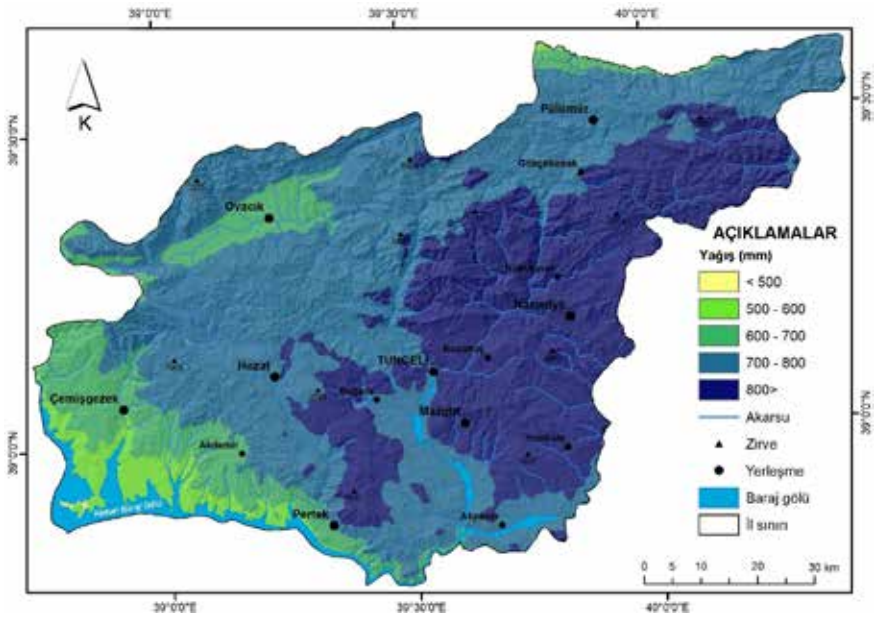 39°0'0"E
39°30'0"E
40°0'0"E
39°30'0"N
39°0'0"N
39°30'0"N
39°0'0"N
K
Pülümür
Ovacık
Nazımiye
TUNCELİ
Hozat
Mazgirt
Çemişgezek
Akdemir
Pertek
Akpazar
AÇIKLAMALAR
Yağış (mm)
< 500
500 - 600
600 - 700
700 - 800
800>
Akarsu
Zirve
Yerleşme
Baraj gölü
İl sınırı
0 5 10 20 30 km
39°0'0"E
39°30'0"E
40°0'0"E